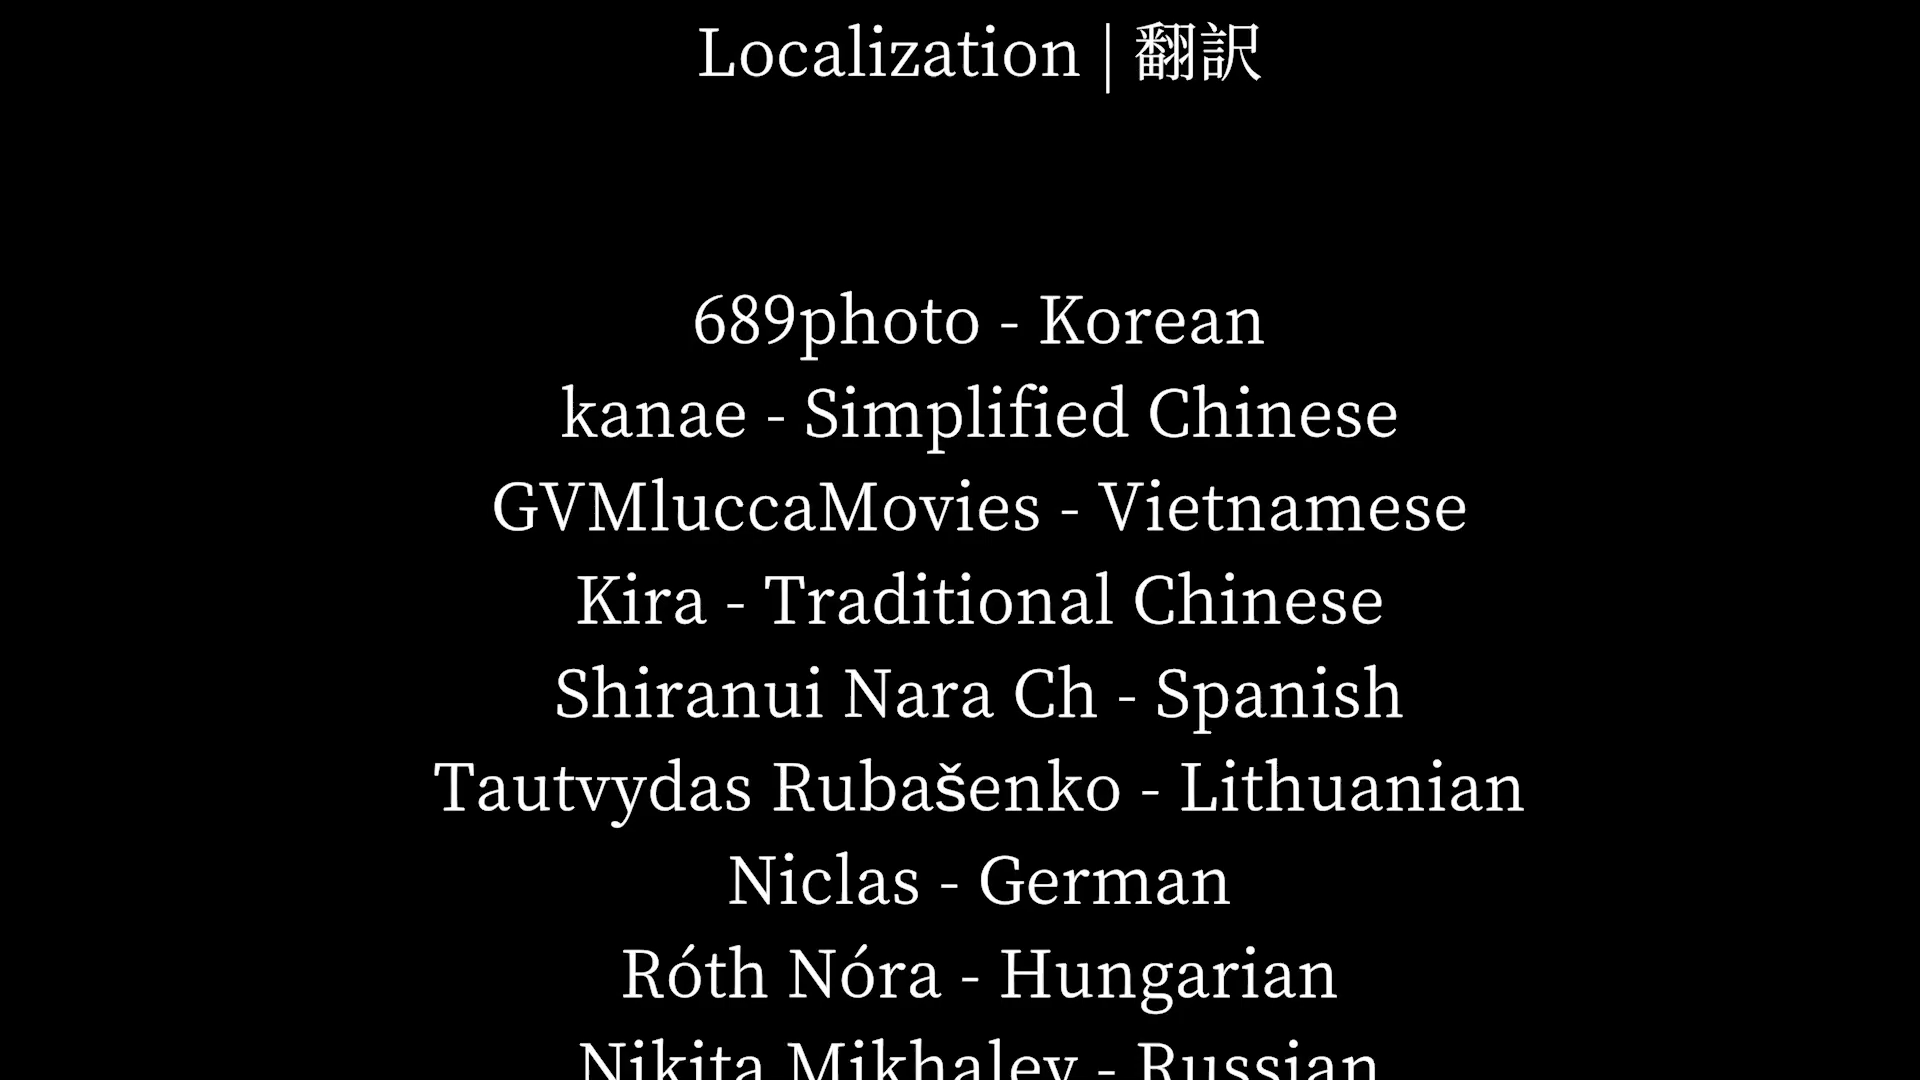 Localization | 翻訳
689photo - Korean
kanae - Simplified Chinese
GVMluccaMovies - Vietnamese
Kira - Traditional Chinese
Shiranui Nara Ch - Spanish
Tautvydas Rubašenko - Lithuanian
Niclas - German
Róth Nóra - Hungarian
Nikita Mikhalev - Russian